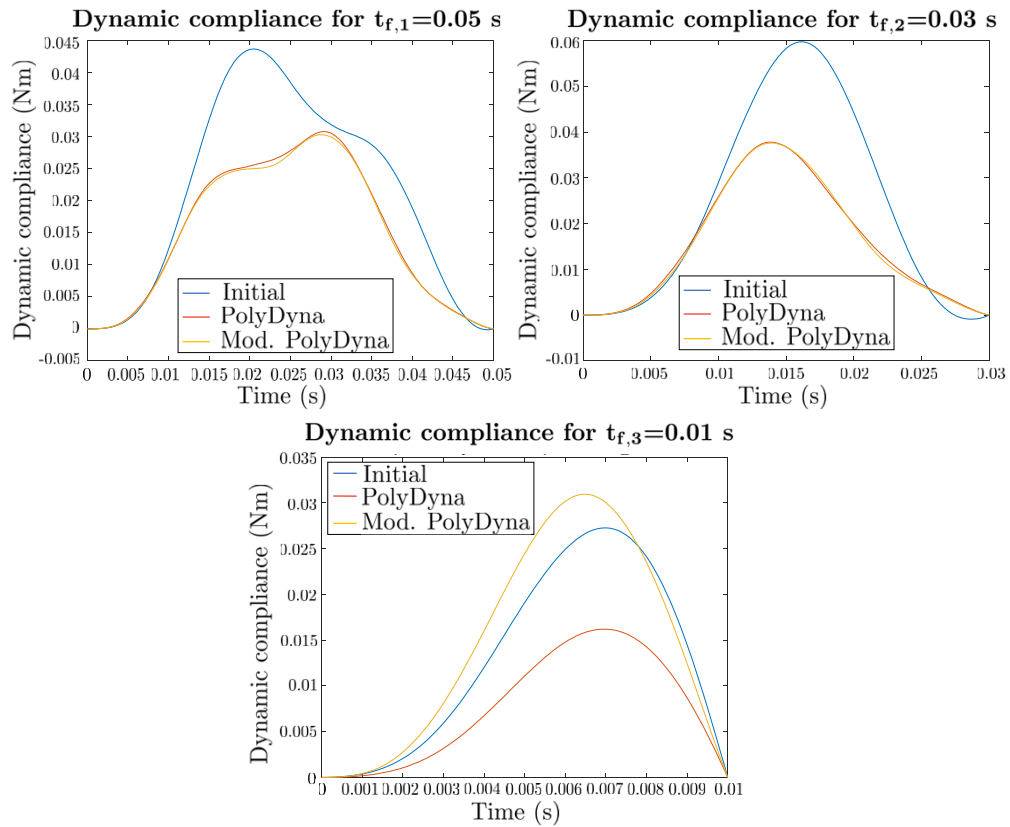 Dynamic compliance for t_f,1=0.05 s
Dynamic compliance (Nm)
0.045
0.04
0.035
0.03
0.025
0.02
0.015
0.01
0.005
0
-0.005
Initial
PolyDyna
Mod. PolyDyna
0 0.005 0.01 0.015 0.02 0.025 0.03 0.035 0.04 0.045 0.05
Time (s)
Dynamic compliance for t_f,2=0.03 s
Dynamic compliance (Nm)
0.06
0.05
0.04
0.03
0.02
0.01
0
-0.01
Initial
PolyDyna
Mod. PolyDyna
0 0.005 0.01 0.015 0.02 0.025 0.03
Time (s)
Dynamic compliance for t_f,3=0.01 s
Dynamic compliance (Nm)
0.035
0.03
0.025
0.02
0.015
0.01
0.005
0
Initial
PolyDyna
Mod. PolyDyna
0 0.001 0.002 0.003 0.004 0.005 0.006 0.007 0.008 0.009 0.01
Time (s)